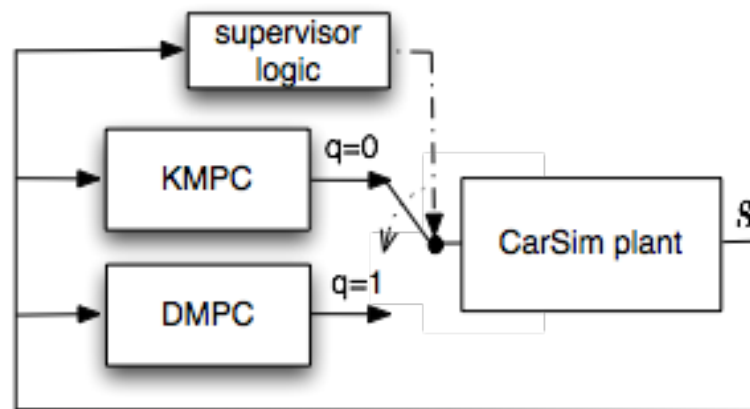 supervisor
logic
q=0
KMPC
CarSim plant
S
q=1
DMPC